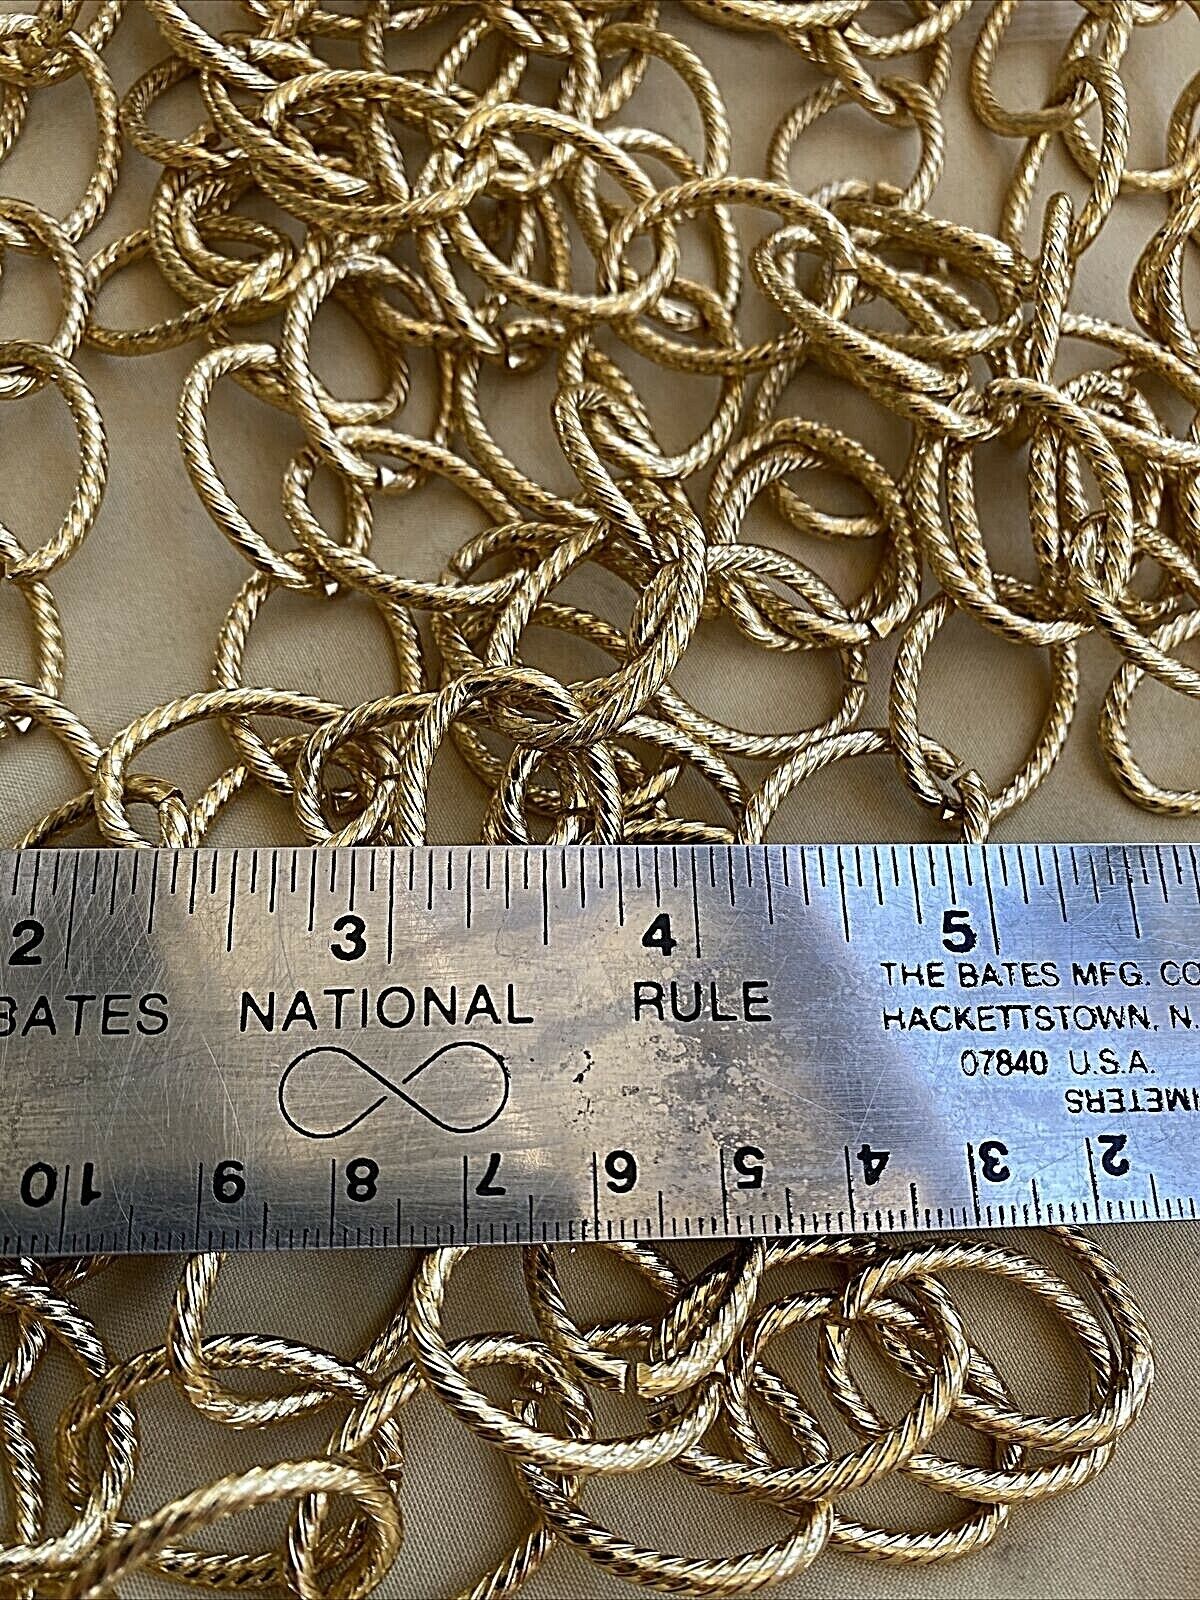 2 3 4 5
BATES NATIONAL RULE
THE BATES MFG. CO
HACKETTSTOWN, N.
07840 U.S.A.
IMETERS
10 9 8 7 6 5 4 3 2